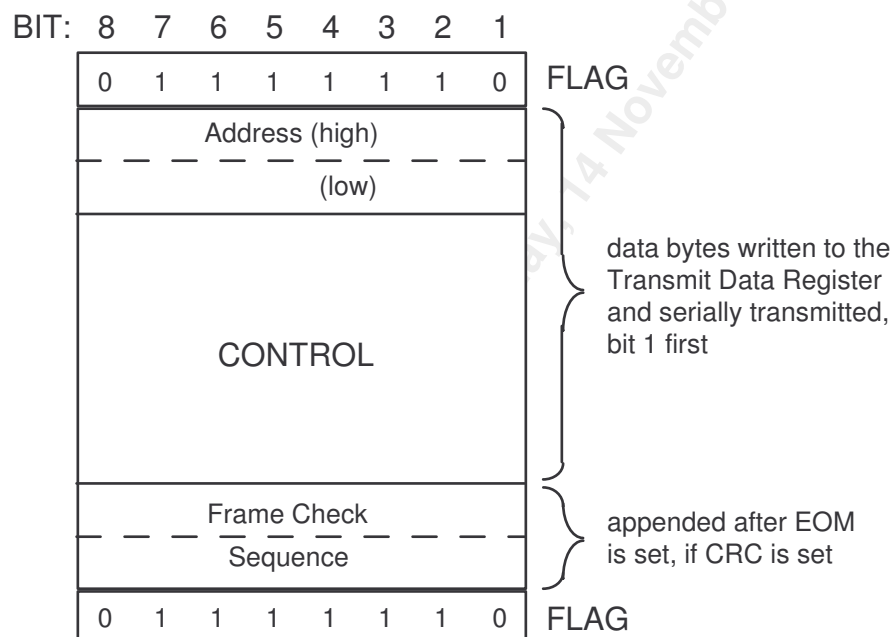 BIT: 8 7 6 5 4 3 2 1
0 1 1 1 1 1 1 0 FLAG
Address (high)
(low)
data bytes written to the
Transmit Data Register
and serially transmitted,
bit 1 first
CONTROL
Frame Check
Sequence
appended after EOM
is set, if CRC is set
0 1 1 1 1 1 1 0 FLAG
ay, 14 Novemb